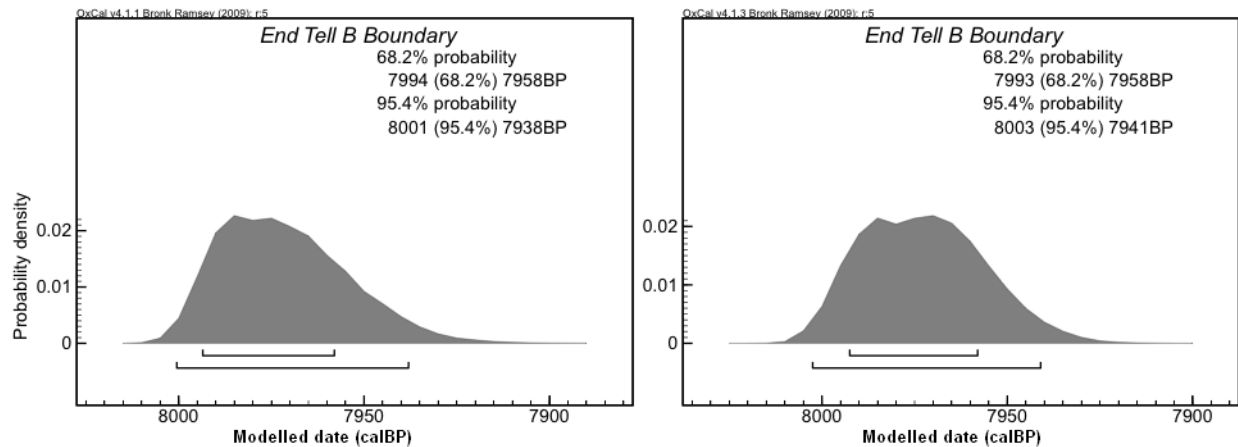 OxCal v4.1.1 Bronk Ramsey (2009); r:5
End Tell B Boundary
68.2% probability
7994 (68.2%) 7958BP
95.4% probability
8001 (95.4%) 7938BP
Probability density
0.02
0.01
0
8000
7950
7900
Modelled date (calBP)
OxCal v4.1.3 Bronk Ramsey (2009); r:5
End Tell B Boundary
68.2% probability
7993 (68.2%) 7958BP
95.4% probability
8003 (95.4%) 7941BP
0.02
0.01
0
8000
7950
7900
Modelled date (calBP)